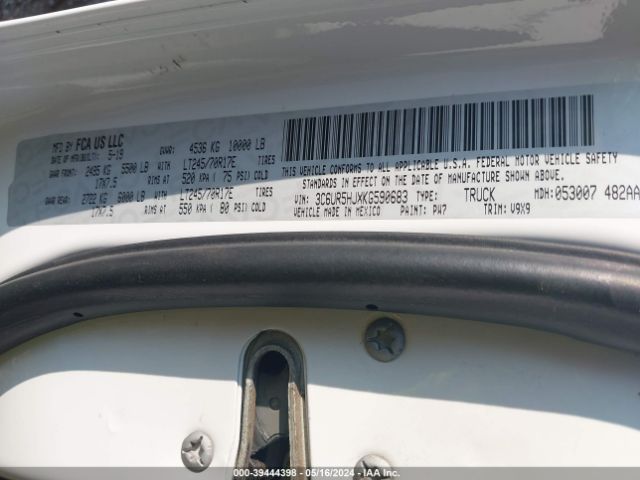 MFD BY FCA US LLC
DATE OF MFR/BUILT: 5-19 GVWR: 4536 KG 10000 LB
GAWR FRONT: 2495 KG 5500 LB WITH LT245/70R17E TIRES
17X7.5 RIMS AT 520 KPA ( 75 PSI) COLD
GAWR REAR: 2722 KG 6000 LB WITH LT245/70R17E TIRES
17X7.5 RIMS AT 550 KPA ( 80 PSI) COLD
THIS VEHICLE CONFORMS TO ALL APPLICABLE U.S.A. FEDERAL MOTOR VEHICLE SAFETY
STANDARDS IN EFFECT ON THE DATE OF MANUFACTURE SHOWN ABOVE.
VIN: 3C6UR5HJXKG590683 TYPE: TRUCK MDH: 053007 482AA
VEHICLE MADE IN MEXICO PAINT: PW7 TRIM: V9X9
000-39444398 - 05/16/2024 - IAAI.com